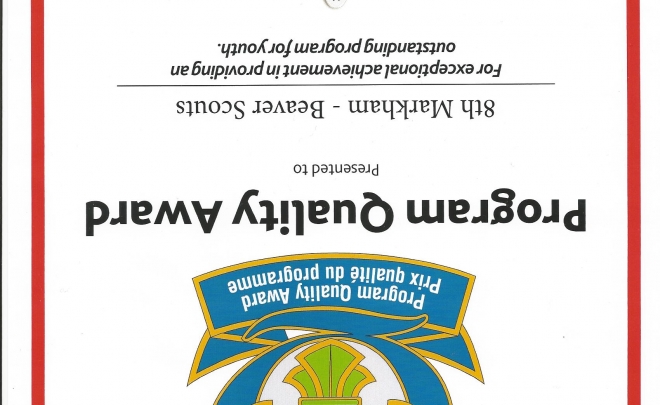 Program Quality Award
Prix qualité du programme
Program Quality Award
Presented to
8th Markham - Beaver Scouts
For exceptional achievement in providing an
outstanding program for youth.